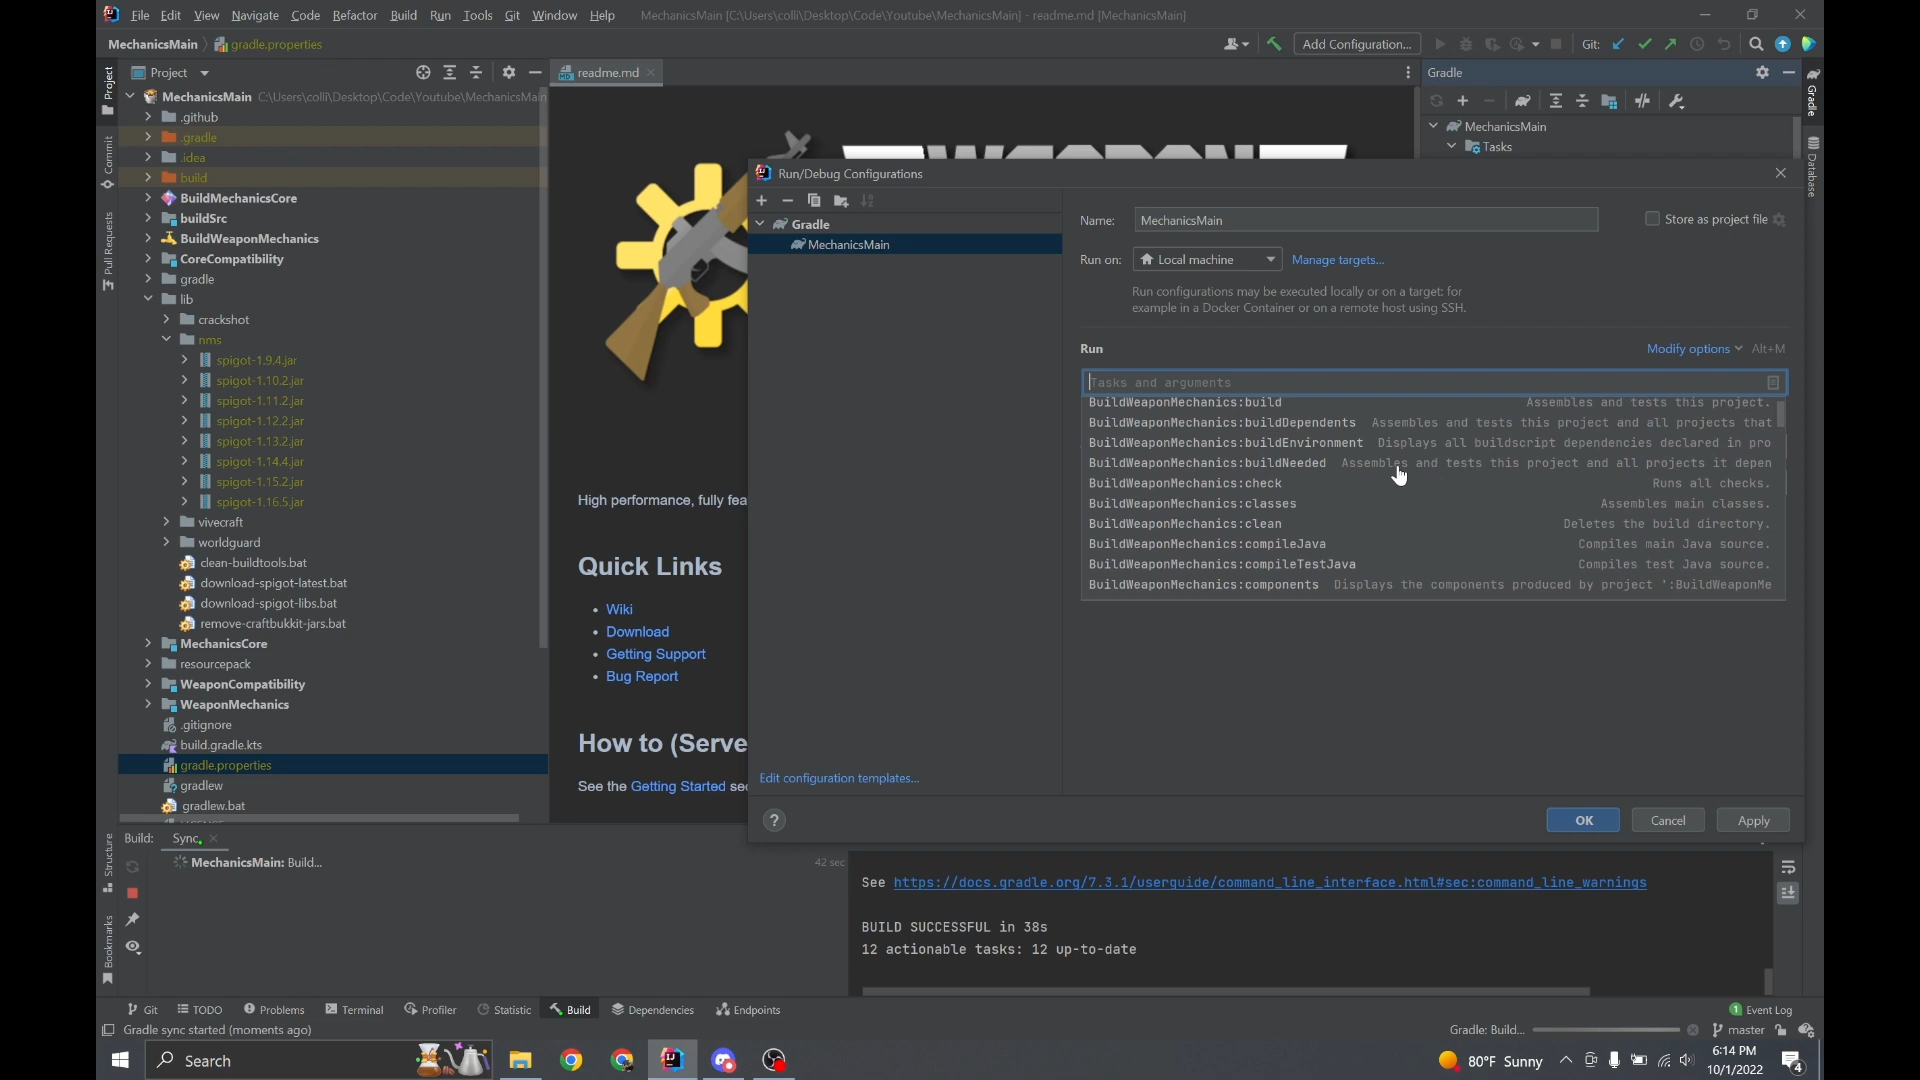 File Edit View Navigate Code Refactor Build Run Tools Git Window Help MechanicsMain [C:\Users\colli\Desktop\Code\Youtube\MechanicsMain] - readme.md [MechanicsMain]
MechanicsMain gradle.properties
Add Configuration...
Git:
Project
readme.md
Gradle
MechanicsMain C:\Users\colli\Desktop\Code\Youtube\MechanicsMain
.github
.gradle
.idea
build
BuildMechanicsCore
buildSrc
BuildWeaponMechanics
CoreCompatibility
gradle
lib
crackshot
nms
spigot-1.9.4.jar
spigot-1.10.2.jar
spigot-1.11.2.jar
spigot-1.12.2.jar
spigot-1.13.2.jar
spigot-1.14.4.jar
spigot-1.15.2.jar
spigot-1.16.5.jar
vivecraft
worldguard
clean-buildtools.bat
download-spigot-latest.bat
download-spigot-libs.bat
remove-craftbukkit-jars.bat
MechanicsCore
resourcepack
WeaponCompatibility
WeaponMechanics
.gitignore
build.gradle.kts
gradle.properties
gradlew
gradlew.bat
Project
Commit
Pull Requests
Structure
Bookmarks
High performance, fully fea
Quick Links
Wiki
Download
Getting Support
Bug Report
How to (Serve
See the Getting Started sec
MechanicsMain
Tasks
Gradle
Database
Run/Debug Configurations
Gradle
MechanicsMain
Edit configuration templates...
Name: MechanicsMain
Store as project file
Run on: Local machine Manage targets...
Run configurations may be executed locally or on a target: for
example in a Docker Container or on a remote host using SSH.
Run
Modify options Alt+M
Tasks and arguments
BuildWeaponMechanics:build Assembles and tests this project.
BuildWeaponMechanics:buildDependents Assembles and tests this project and all projects that
BuildWeaponMechanics:buildEnvironment Displays all buildscript dependencies declared in pro
BuildWeaponMechanics:buildNeeded Assembles and tests this project and all projects it depen
BuildWeaponMechanics:check Runs all checks.
BuildWeaponMechanics:classes Assembles main classes.
BuildWeaponMechanics:clean Deletes the build directory.
BuildWeaponMechanics:compileJava Compiles main Java source.
BuildWeaponMechanics:compileTestJava Compiles test Java source.
BuildWeaponMechanics:components Displays the components produced by project ':BuildWeaponMe
? OK Cancel Apply
Build: Sync
MechanicsMain: Build... 42 sec
See https://docs.gradle.org/7.3.1/userguide/command_line_interface.html#sec:command_line_warnings
BUILD SUCCESSFUL in 38s
12 actionable tasks: 12 up-to-date
Git TODO Problems Terminal Profiler Statistic Build Dependencies Endpoints 1 Event Log
Gradle sync started (moments ago) Gradle: Build... master
Search
80°F Sunny
6:14 PM
10/1/2022
4